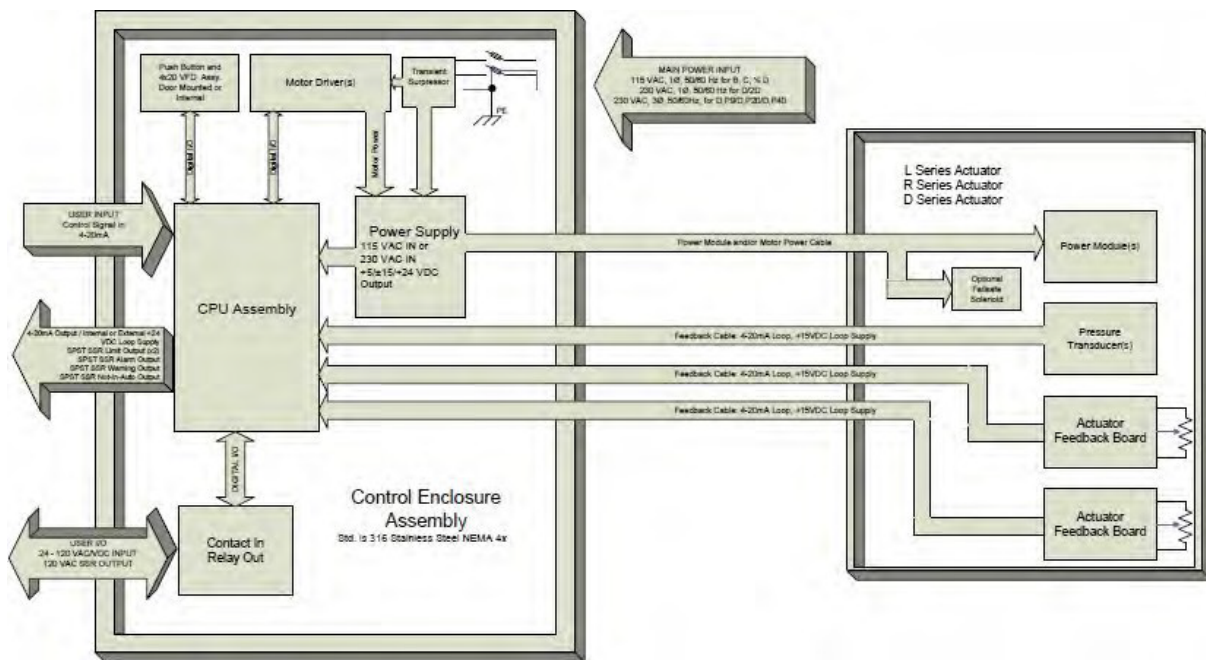 Push Button and
4x20 VFD Assy.
Door Mounted or
Internal
Motor Driver(s)
Transient
Surpressor
PE
MAIN POWER INPUT
115 VAC, 1Ø, 50/60 Hz for B, C, ½ D
230 VAC, 1Ø, 50/60 Hz for D/2D
230 VAC, 3Ø, 50/60Hz, for D,P9/D,P20/D,P40
Digital I/O
Digital I/O
Motor Power
L Series Actuator
R Series Actuator
D Series Actuator
USER INPUT
Control Signal In
4-20mA
Power Supply
115 VAC IN or
230 VAC IN
+5/±15/+24 VDC
Output
Power Module and/or Motor Power Cable
Power Module(s)
Optional
Failsafe
Solenoid
CPU Assembly
4-20mA Output / Internal or External +24
VDC Loop Supply
SPST SSR Limit Output (x2)
SPST SSR Alarm Output
SPST SSR Warning Output
SPST SSR Not-In-Auto Output
Feedback Cable: 4-20mA Loop, +15VDC Loop Supply
Pressure
Transducer(s)
Feedback Cable: 4-20mA Loop, +15VDC Loop Supply
Feedback Cable: 4-20mA Loop, +15VDC Loop Supply
Actuator
Feedback Board
DIGITAL I/O
Control Enclosure
Assembly
Std. is 316 Stainless Steel NEMA 4x
Actuator
Feedback Board
USER I/O
24 - 120 VAC/VDC INPUT
120 VAC SSR OUTPUT
Contact In
Relay Out